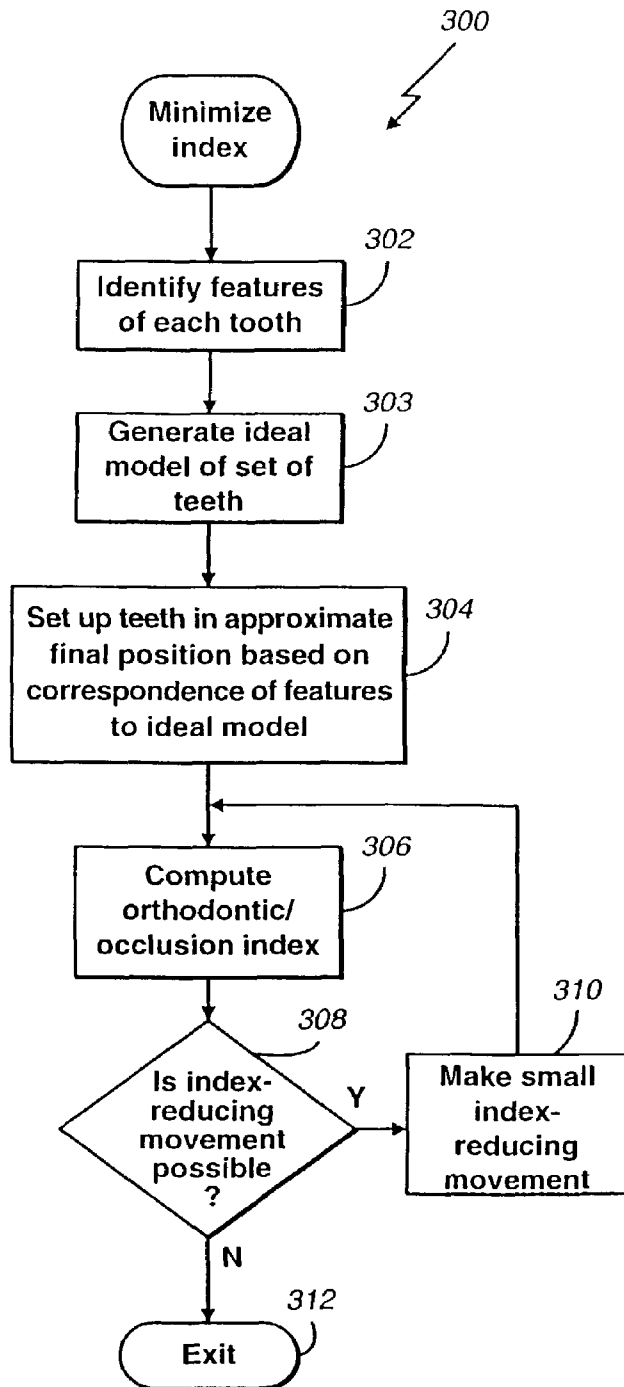 300
Minimize
index
302
Identify features
of each tooth
303
Generate ideal
model of set of
teeth
304
Set up teeth in approximate
final position based on
correspondence of features
to ideal model
306
Compute
orthodontic/
occlusion index
308
Is index-
reducing
movement
possible
?
Y
310
Make small
index-
reducing
movement
N
312
Exit